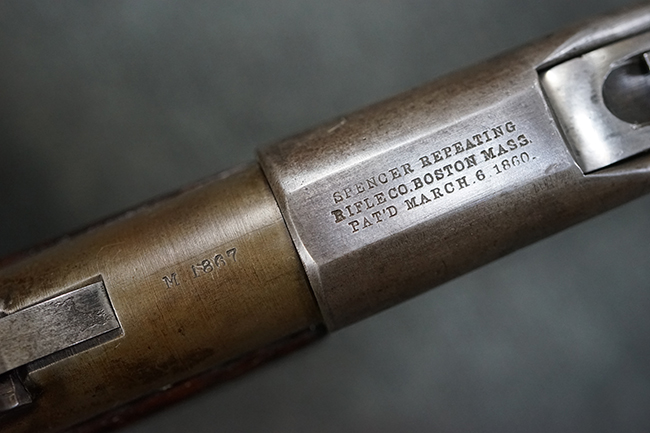 SPENCER REPEATING
RIFLE CO. BOSTON MASS.
PAT'D MARCH. 6. 1860.
M 1867